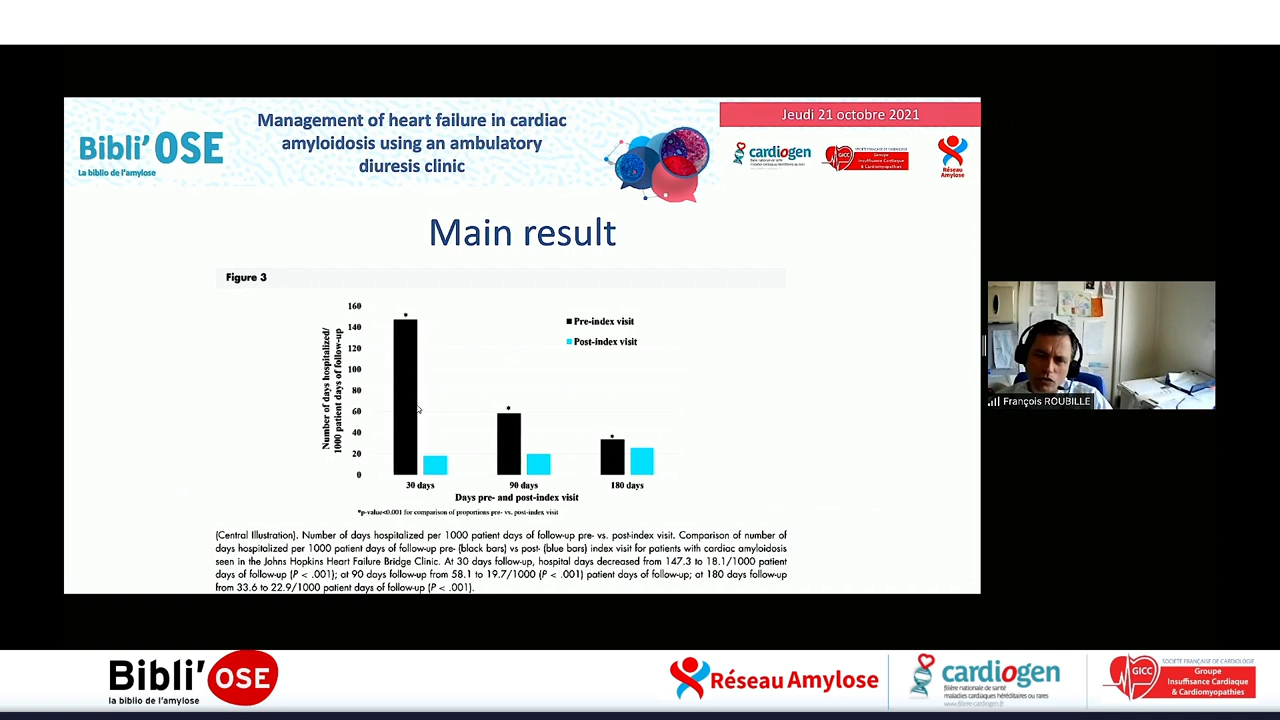 Management of heart failure in cardiac
amyloidosis using an ambulatory
diuresis clinic
Bibli'OSE
La biblio de l'amylose
Jeudi 21 octobre 2021
cardiogen
GICC
Groupe
Insuffisance Cardiaque
& Cardiomyopathies
Réseau
Amylose
Main result
Figure 3
Number of days hospitalized/
1000 patient days of follow-up
160
140
120
100
80
60
40
20
0
*
*
*
Pre-index visit
Post-index visit
30 days
90 days
180 days
Days pre- and post-index visit
*p-value<0.001 for comparison of proportions pre- vs. post-index visit
(Central Illustration). Number of days hospitalized per 1000 patient days of follow-up pre- vs. post-index visit. Comparison of number of
days hospitalized per 1000 patient days of follow-up pre- (black bars) vs post- (blue bars) index visit for patients with cardiac amyloidosis
seen in the Johns Hopkins Heart Failure Bridge Clinic. At 30 days follow-up, hospital days decreased from 147.3 to 18.1/1000 patient
days of follow-up (P < .001); at 90 days follow-up from 58.1 to 19.7/1000 (P < .001) patient days of follow-up; at 180 days follow-up
from 33.6 to 22.9/1000 patient days of follow-up (P < .001).
François ROUBILLE
Bibli'OSE
la biblio de l'amylose
Réseau Amylose
cardiogen
filière nationale de santé
maladies cardiaques héréditaires ou rares
www.filiere-cardiogen.fr
SOCIÉTÉ FRANÇAISE DE CARDIOLOGIE
GICC
Groupe
Insuffisance Cardiaque
& Cardiomyopathies